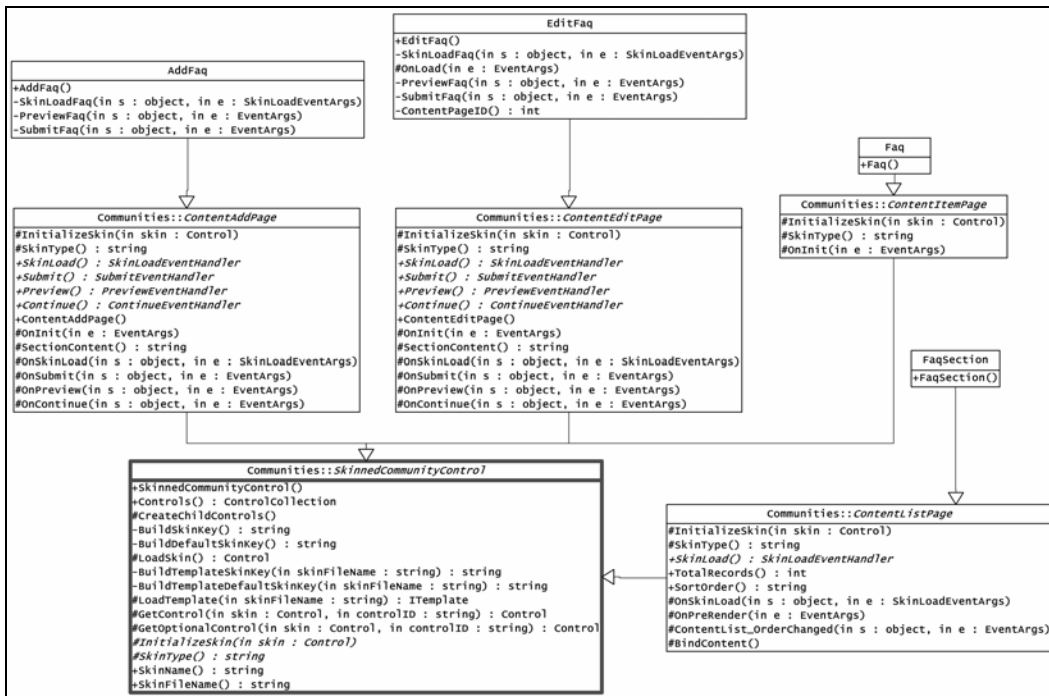 EditFaq
+EditFaq()
-SkinLoadFaq(in s : object, in e : SkinLoadEventArgs)
#OnLoad(in e : EventArgs)
-PreviewFaq(in s : object, in e : EventArgs)
-SubmitFaq(in s : object, in e : EventArgs)
-ContentPageID() : int
AddFaq
+AddFaq()
-SkinLoadFaq(in s : object, in e : SkinLoadEventArgs)
-PreviewFaq(in s : object, in e : EventArgs)
-SubmitFaq(in s : object, in e : EventArgs)
Faq
+Faq()
Communities::ContentAddPage
#InitializeSkin(in skin : Control)
#SkinType() : string
+SkinLoad() : SkinLoadEventHandler
+Submit() : SubmitEventHandler
+Preview() : PreviewEventHandler
+Continue() : ContinueEventHandler
+ContentAddPage()
#OnInit(in e : EventArgs)
#SectionContent() : string
#OnSkinLoad(in s : object, in e : SkinLoadEventArgs)
#OnSubmit(in s : object, in e : EventArgs)
#OnPreview(in s : object, in e : EventArgs)
#OnContinue(in s : object, in e : EventArgs)
Communities::ContentEditPage
#InitializeSkin(in skin : Control)
#SkinType() : string
+SkinLoad() : SkinLoadEventHandler
+Submit() : SubmitEventHandler
+Preview() : PreviewEventHandler
+Continue() : ContinueEventHandler
+ContentEditPage()
#OnInit(in e : EventArgs)
#SectionContent() : string
#OnSkinLoad(in s : object, in e : SkinLoadEventArgs)
#OnSubmit(in s : object, in e : EventArgs)
#OnPreview(in s : object, in e : EventArgs)
#OnContinue(in s : object, in e : EventArgs)
Communities::ContentItemPage
#InitializeSkin(in skin : Control)
#SkinType() : string
#OnInit(in e : EventArgs)
FaqSection
+FaqSection()
Communities::SkinnedCommunityControl
+SkinnedCommunityControl()
+Controls() : ControlCollection
#CreateChildControls()
-BuildSkinKey() : string
-BuildDefaultSkinKey() : string
#LoadSkin() : Control
-BuildTemplateSkinKey(in skinFileName : string) : string
-BuildTemplateDefaultSkinKey(in skinFileName : string) : string
#LoadTemplate(in skinFileName : string) : ITemplate
#GetControl(in skin : Control, in controlID : string) : Control
#GetOptionalControl(in skin : Control, in controlID : string) : Control
#InitializeSkin(in skin : Control)
#SkinType() : string
+SkinName() : string
+SkinFileName() : string
Communities::ContentListPage
#InitializeSkin(in skin : Control)
#SkinType() : string
+SkinLoad() : SkinLoadEventHandler
+TotalRecords() : int
+SortOrder() : string
#OnSkinLoad(in s : object, in e : SkinLoadEventArgs)
#OnPreRender(in e : EventArgs)
#ContentList_OrderChanged(in s : object, in e : EventArgs)
#BindContent()